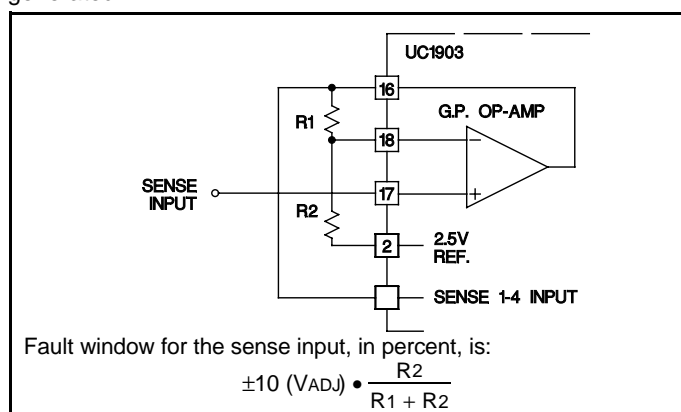 UC1903
16
G.P. OP-AMP
R1
18
−
SENSE
INPUT
17
+
R2
2
2.5V
REF.
SENSE 1-4 INPUT
Fault window for the sense input, in percent, is:
±10 (VADJ) • R2
R1 + R2